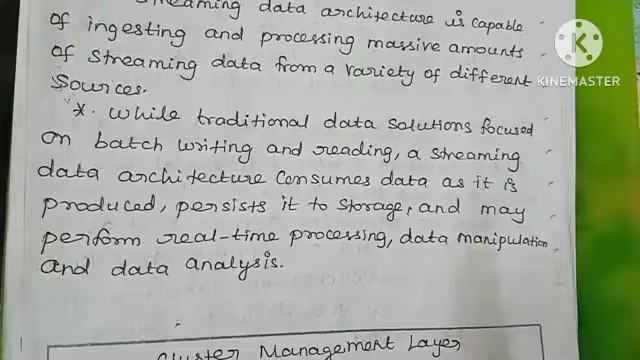 Streaming data architecture is capable
of ingesting and processing massive amounts
of streaming data from a variety of different
Sources.
*. While traditional data solutions focused
on batch writing and reading, a streaming
data architecture consumes data as it is
produced, persists it to storage, and may
perform real-time processing, data manipulation
and data analysis.
Cluster Management Layer
KINEMASTER